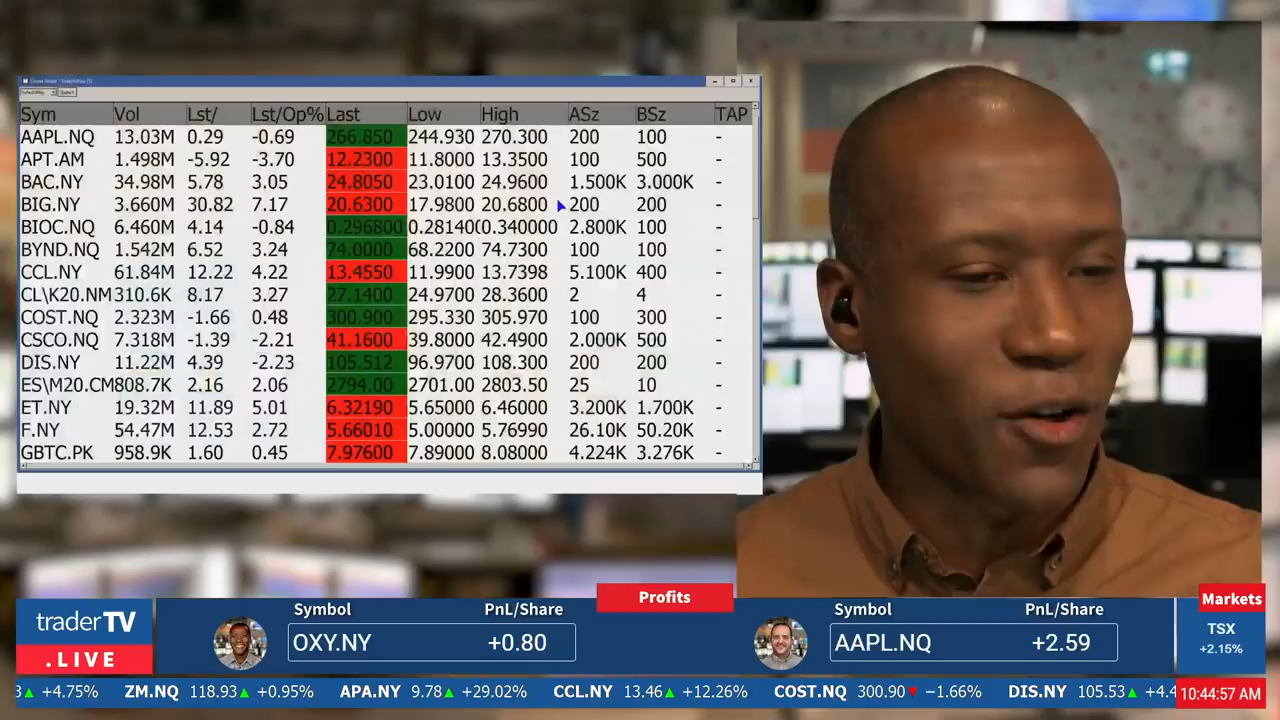 Sym Vol Lst/ Lst/Op% Last Low High ASz BSz TAP
AAPL.NQ 13.03M 0.29 -0.69 266.850 244.930 270.300 200 100 -
APT.AM 1.498M -5.92 -3.70 12.2300 11.8000 13.3500 100 500 -
BAC.NY 34.98M 5.78 3.05 24.8050 23.0100 24.9600 1.500K 3.000K -
BIG.NY 3.660M 30.82 7.17 20.6300 17.9800 20.6800 200 200 -
BIOC.NQ 6.460M 4.14 -0.84 0.296800 0.28140(0.340000 2.800K 100 -
BYND.NQ 1.542M 6.52 3.24 74.0000 68.2200 74.7300 100 100 -
CCL.NY 61.84M 12.22 4.22 13.4550 11.9900 13.7398 5.100K 400 -
CL\K20.NM 310.6K 8.17 3.27 27.1400 24.9700 28.3600 2 4 -
COST.NQ 2.323M -1.66 0.48 300.900 295.330 305.970 100 300 -
CSCO.NQ 7.318M -1.39 -2.21 41.1600 39.8000 42.4900 2.000K 500 -
DIS.NY 11.22M 4.39 -2.23 105.512 96.9700 108.300 200 200 -
ES\M20.CM 808.7K 2.16 2.06 2794.00 2701.00 2803.50 25 10 -
ET.NY 19.32M 11.89 5.01 6.32190 5.65000 6.46000 3.200K 1.700K -
F.NY 54.47M 12.53 2.72 5.66010 5.00000 5.76990 26.10K 50.20K -
GBTC.PK 958.9K 1.60 0.45 7.97600 7.89000 8.08000 4.224K 3.276K -
Profits
Markets
traderTV
.LIVE
Symbol PnL/Share
OXY.NY +0.80
Symbol PnL/Share
AAPL.NQ +2.59
TSX
+2.15%
3▲ +4.75% ZM.NQ 118.93▲ +0.95% APA.NY 9.78▲ +29.02% CCL.NY 13.46▲ +12.26% COST.NQ 300.90▼ −1.66% DIS.NY 105.53▲ +4.4
10:44:57 AM